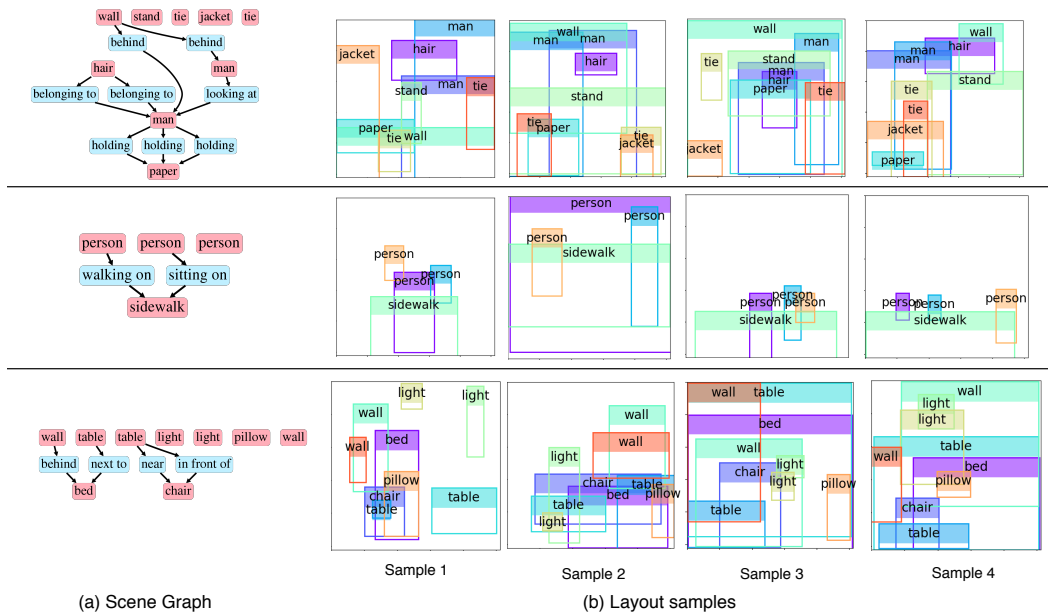 wall stand tie jacket tie
behind behind
hair man
belonging to belonging to looking at
man
holding holding holding
paper
man
hair
jacket
man tie
stand
paper
tie wall
wall
man man
hair
stand
tie
paper tie
jacket
wall
man
stand
tie
man
hair
paper tie
jacket
wall
man hair
man
stand
tie
tie
jacket
paper
person person person
walking on sitting on
sidewalk
person
person
person
sidewalk
person
person
person
sidewalk
person
person person
sidewalk
person person person
sidewalk
wall table table light light pillow wall
behind next to near in front of
bed chair
light
light
wall
wall bed
pillow
chair
table
table
wall
wall
light
chair table
bed pillow
table
light
wall table
bed
wall
light
chair
light pillow
table
wall
light
light
table
wall
bed
pillow
chair
table
Sample 1 Sample 2 Sample 3 Sample 4
(a) Scene Graph (b) Layout samples